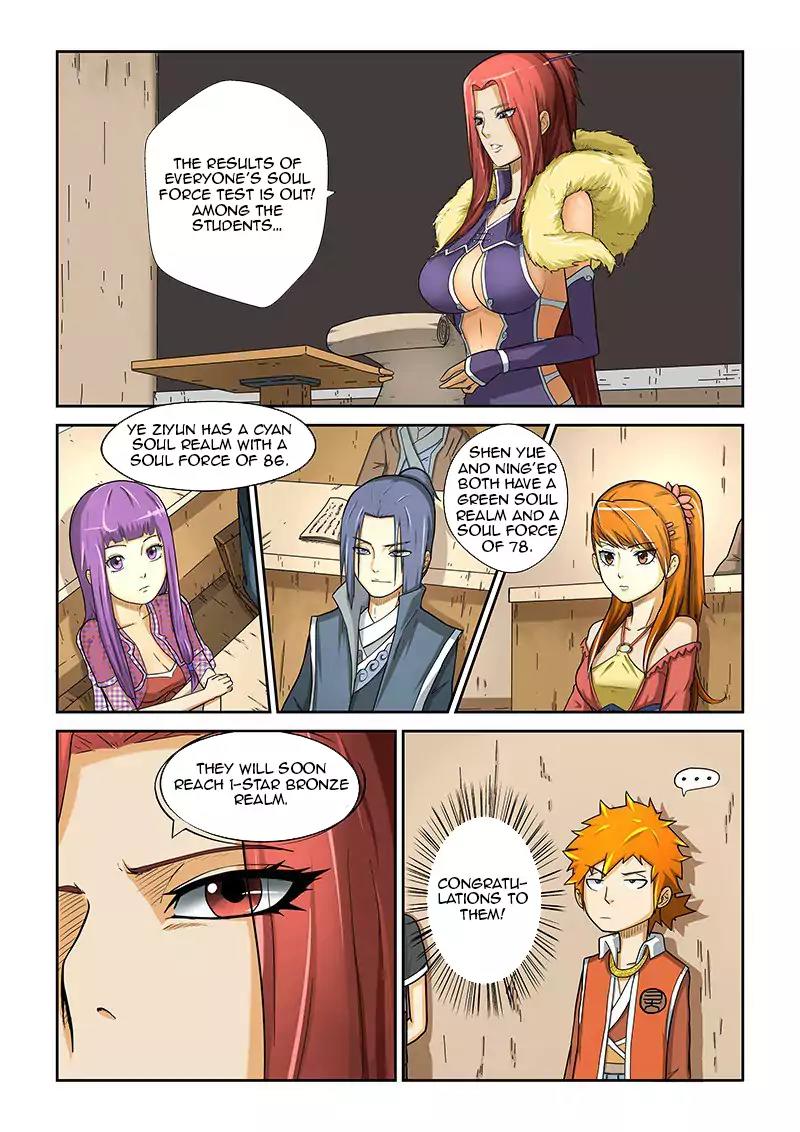 THE RESULTS OF
EVERYONE'S SOUL
FORCE TEST IS OUT!
AMONG THE
STUDENTS...
YE ZIYUN HAS A CYAN
SOUL REALM WITH A
SOUL FORCE OF 86.
SHEN YUE
AND NING'ER
BOTH HAVE A
GREEN SOUL
REALM AND A
SOUL FORCE
OF 78.
THEY WILL SOON
REACH 1-STAR BRONZE
REALM.
...
CONGRATU-
LATIONS TO
THEM!